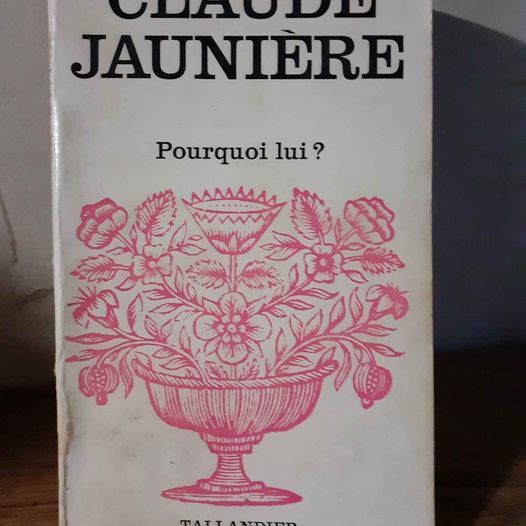 CLAUDE
JAUNIÈRE
Pourquoi lui ?
TALLANDIER